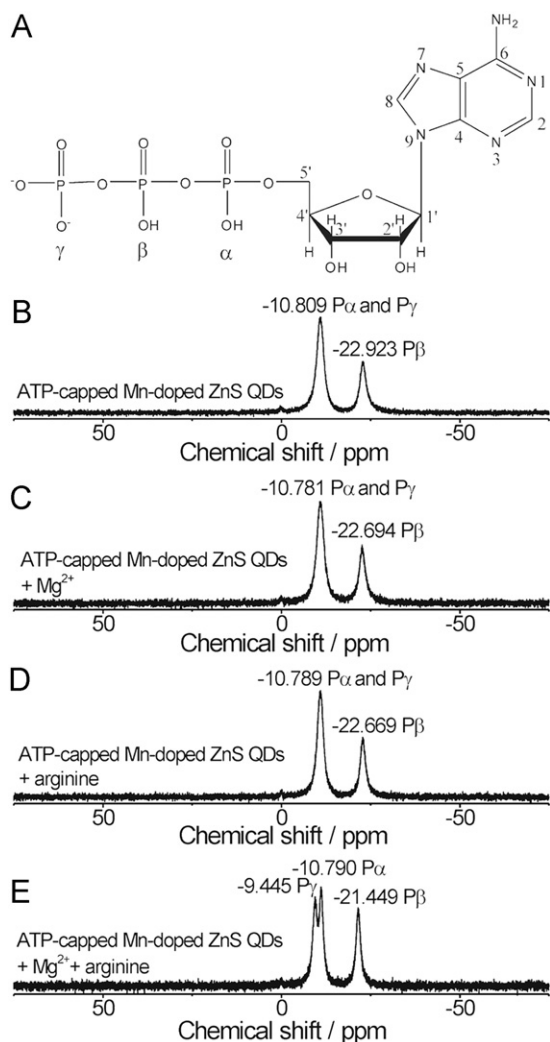 A
NH₂
7
6
N
5
N1
8
4
2
N
9
N
3
O
O
O
5'
⁻O
P
O
P
O
P
O
O
4'
1'
H
H
3'
2'
O⁻
OH
OH
H
H
γ
β
α
OH
OH
B
-10.809 Pα and Pγ
-22.923 Pβ
ATP-capped Mn-doped ZnS QDs
50
0
-50
Chemical shift / ppm
C
-10.781 Pα and Pγ
-22.694 Pβ
ATP-capped Mn-doped ZnS QDs
+ Mg²⁺
50
0
-50
Chemical shift / ppm
D
-10.789 Pα and Pγ
-22.669 Pβ
ATP-capped Mn-doped ZnS QDs
+ arginine
50
0
-50
Chemical shift / ppm
E
-10.790 Pα
-9.445 Pγ
-21.449 Pβ
ATP-capped Mn-doped ZnS QDs
+ Mg²⁺+ arginine
50
0
-50
Chemical shift / ppm